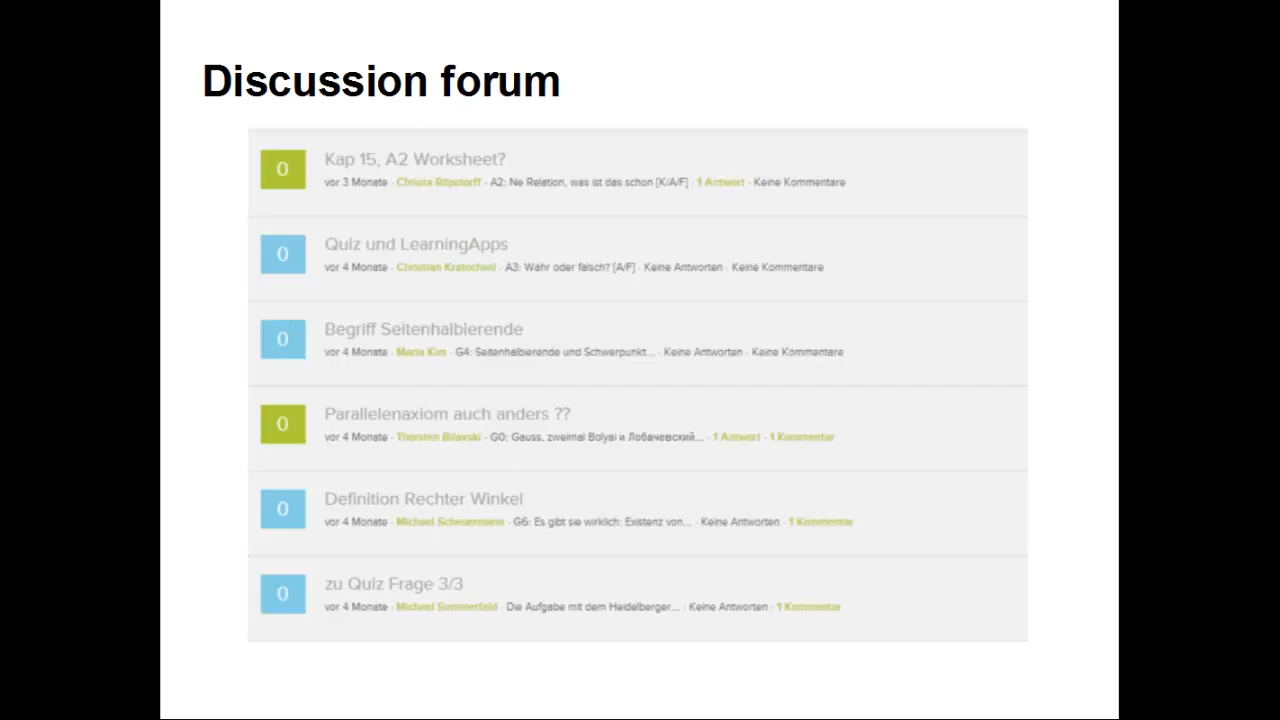 Discussion forum
0
Kap 15, A2 Worksheet?
vor 3 Monate · Christa Röpstorff · A2: Ne Relation, was ist das schon [K/A/F] · 1 Antwort · Keine Kommentare
0
Quiz und LearningApps
vor 4 Monate · Christian Kratochwil · A3: Wahr oder falsch? [A/F] · Keine Antworten · Keine Kommentare
0
Begriff Seitenhalbierende
vor 4 Monate · Maria Kim · G4: Seitenhalbierende und Schwerpunkt... · Keine Antworten · Keine Kommentare
0
Parallelenaxiom auch anders ??
vor 4 Monate · Thorsten · G0: Gauss, zweimal Bolyai и Лобачевский... · 1 Antwort · 1 Kommentar
0
Definition Rechter Winkel
vor 4 Monate · Michael Scheuermann · G6: Es gibt sie wirklich: Existenz von... · Keine Antworten · 1 Kommentar
0
zu Quiz Frage 3/3
vor 4 Monate · Michael Sommerfeld · Die Aufgabe mit dem Heidelberger... · Keine Antworten · 1 Kommentar